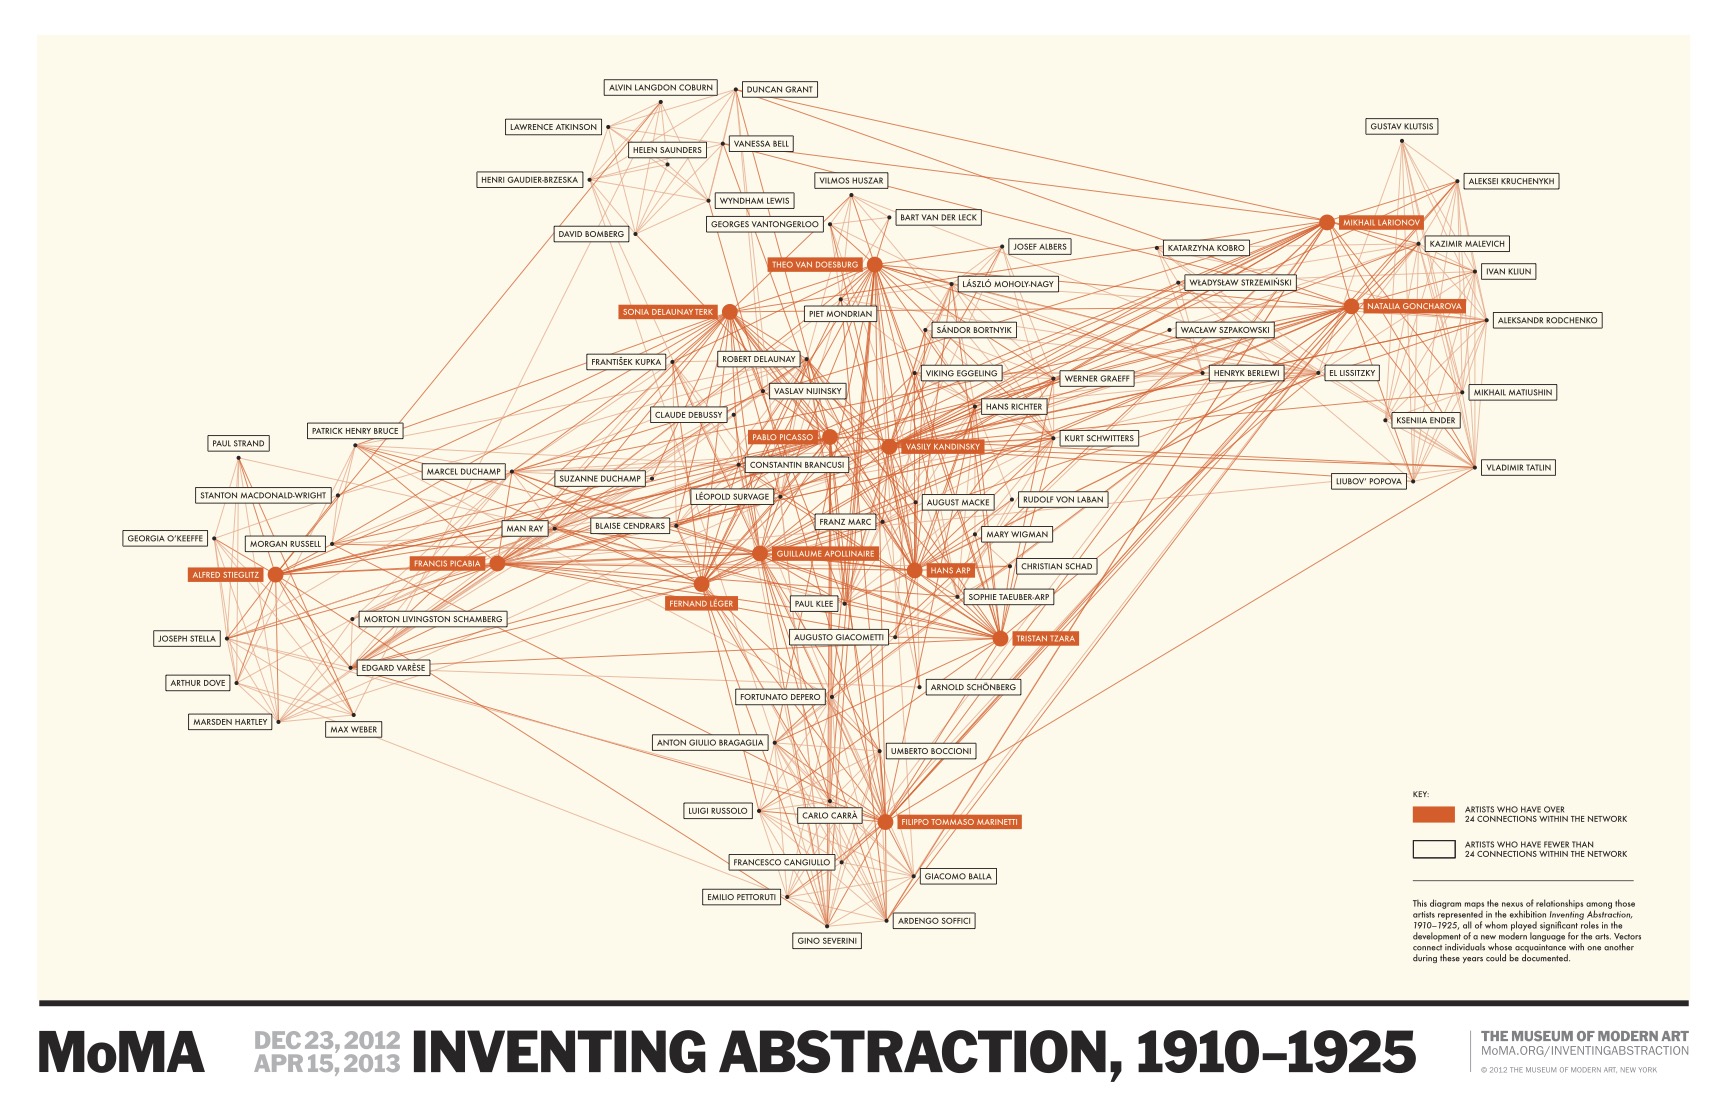 ALVIN LANGDON COBURN
DUNCAN GRANT
LAWRENCE ATKINSON
GUSTAV KLUTSIS
VANESSA BELL
HELEN SAUNDERS
HENRI GAUDIER-BRZESKA
VILMOS HUSZAR
ALEKSEI KRUCHENYKH
WYNDHAM LEWIS
BART VAN DER LECK
GEORGES VANTONGERLOO
MIKHAIL LARIONOV
DAVID BOMBERG
KAZIMIR MALEVICH
JOSEF ALBERS
KATARZYNA KOBRO
THEO VAN DOESBURG
IVAN KLIUN
LÁSZLÓ MOHOLY-NAGY
WŁADYSŁAW STRZEMIŃSKI
NATALIA GONCHAROVA
SONIA DELAUNAY TERK
PIET MONDRIAN
ALEKSANDR RODCHENKO
SÁNDOR BORTNYIK
WACŁAW SZPAKOWSKI
ROBERT DELAUNAY
FRANTIŠEK KUPKA
VIKING EGGELING
WERNER GRAEFF
HENRYK BERLEWI
EL LISSITZKY
VASLAV NIJINSKY
MIKHAIL MATIUSHIN
HANS RICHTER
CLAUDE DEBUSSY
KSENIIA ENDER
PATRICK HENRY BRUCE
PABLO PICASSO
KURT SCHWITTERS
PAUL STRAND
VASILY KANDINSKY
CONSTANTIN BRANCUSI
VLADIMIR TATLIN
MARCEL DUCHAMP
SUZANNE DUCHAMP
LIUBOV' POPOVA
STANTON MACDONALD-WRIGHT
LÉOPOLD SURVAGE
AUGUST MACKE
RUDOLF VON LABAN
FRANZ MARC
MAN RAY
BLAISE CENDRARS
MARY WIGMAN
GEORGIA O'KEEFFE
MORGAN RUSSELL
GUILLAUME APOLLINAIRE
FRANCIS PICABIA
CHRISTIAN SCHAD
HANS ARP
ALFRED STIEGLITZ
SOPHIE TAEUBER-ARP
FERNAND LÉGER
PAUL KLEE
MORTON LIVINGSTON SCHAMBERG
AUGUSTO GIACOMETTI
JOSEPH STELLA
TRISTAN TZARA
EDGARD VARÈSE
ARTHUR DOVE
ARNOLD SCHÖNBERG
FORTUNATO DEPERO
MARSDEN HARTLEY
MAX WEBER
ANTON GIULIO BRAGAGLIA
UMBERTO BOCCIONI
LUIGI RUSSOLO
CARLO CARRÀ
FILIPPO TOMMASO MARINETTI
FRANCESCO CANGIULLO
GIACOMO BALLA
EMILIO PETTORUTI
ARDENGO SOFFICI
GINO SEVERINI
KEY:
ARTISTS WHO HAVE OVER
24 CONNECTIONS WITHIN THE NETWORK
ARTISTS WHO HAVE FEWER THAN
24 CONNECTIONS WITHIN THE NETWORK
This diagram maps the nexus of relationships among those
artists represented in the exhibition Inventing Abstraction,
1910–1925, all of whom played significant roles in the
development of a new modern language for the arts. Vectors
connect individuals whose acquaintance with one another
during these years could be documented.
MoMA
DEC 23, 2012
APR 15, 2013
INVENTING ABSTRACTION, 1910–1925
THE MUSEUM OF MODERN ART
MoMA.ORG/INVENTINGABSTRACTION
© 2012 THE MUSEUM OF MODERN ART, NEW YORK